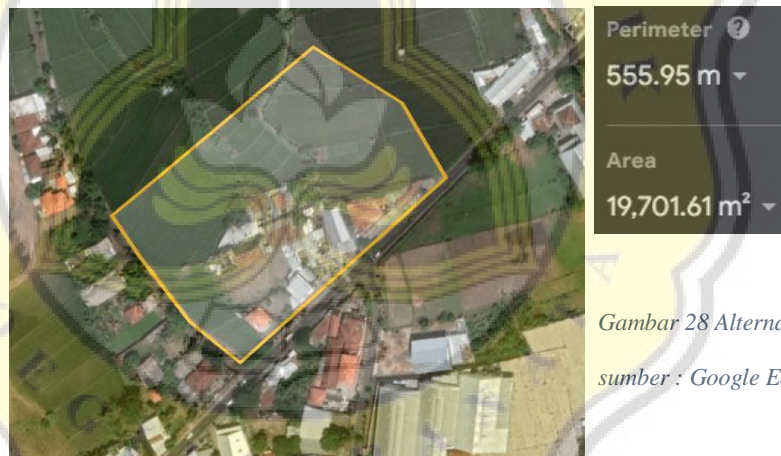 Perimeter ?
555.95 m
Area
19,701.61 m²
Gambar 28 Alterna
sumber : Google E